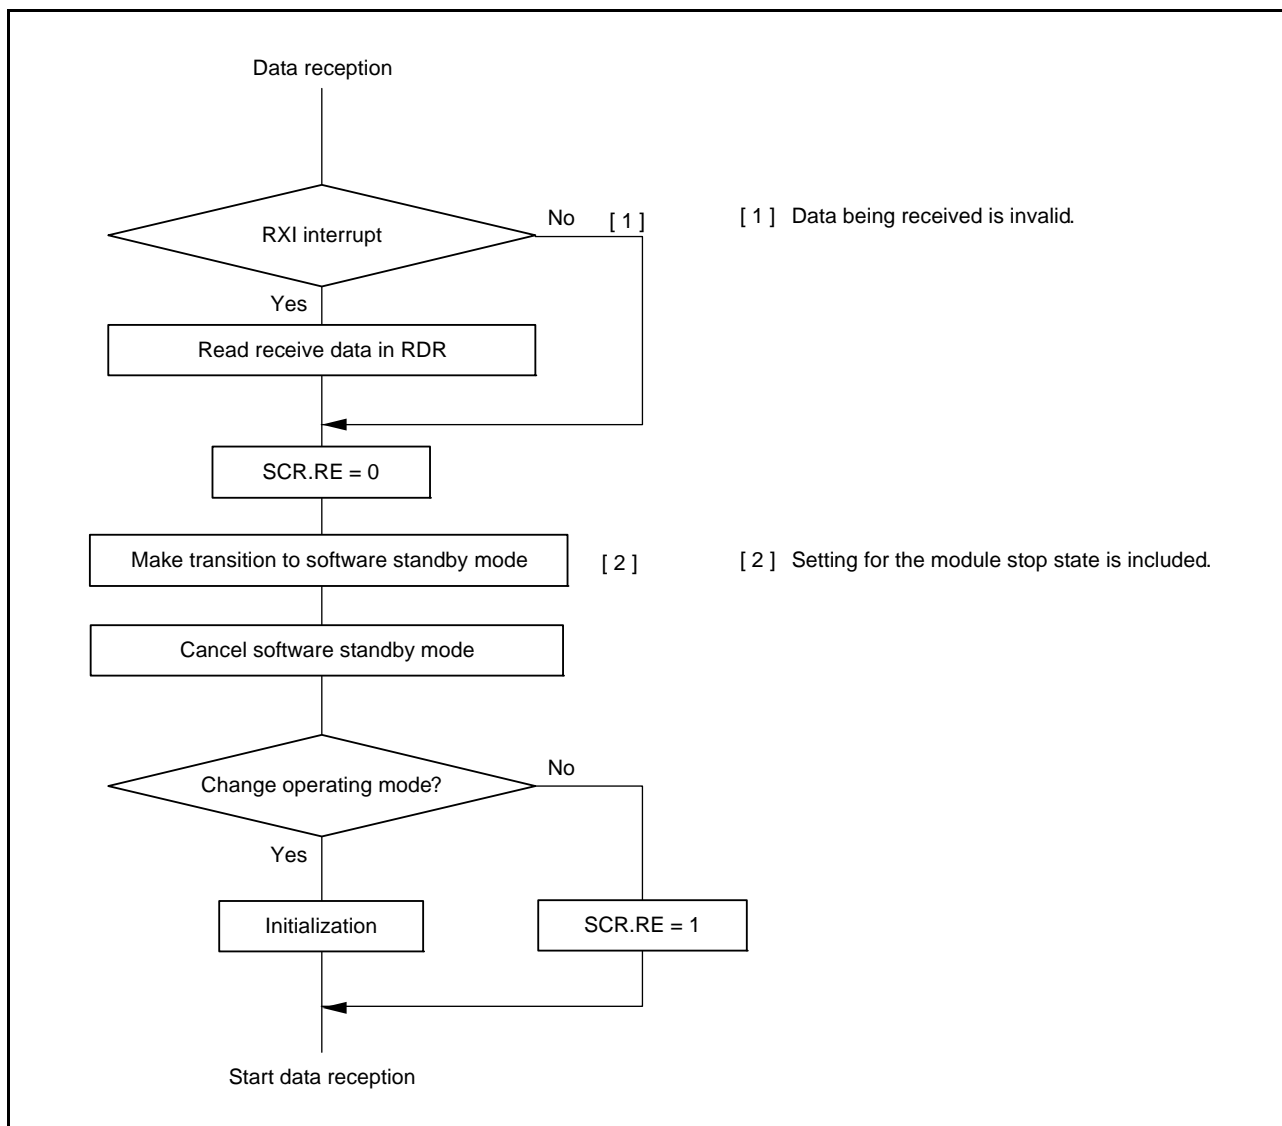 Data reception
No [ 1 ] [ 1 ] Data being received is invalid.
RXI interrupt
Yes
Read receive data in RDR
SCR.RE = 0
Make transition to software standby mode [ 2 ] [ 2 ] Setting for the module stop state is included.
Cancel software standby mode
No
Change operating mode?
Yes
Initialization SCR.RE = 1
Start data reception